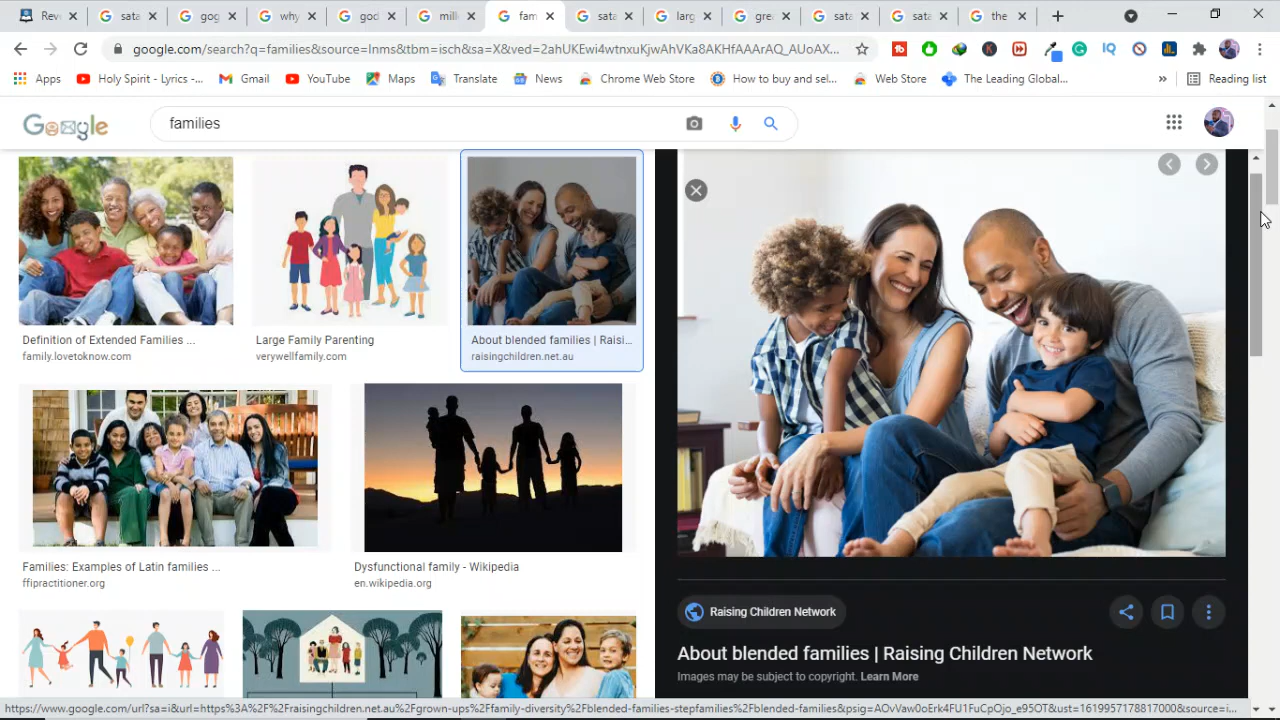 Reve
sata
gog
why
god
milk
fam
sata
larg
gre
sata
sata
the
google.com/search?q=families&source=lnms&tbm=isch&sa=X&ved=2ahUKEwi4wtnxuKjwAhVKa8AKHfAAArAQ_AUoAX...
Apps
Holy Spirit - Lyrics -...
Gmail
YouTube
Maps
Translate
News
Chrome Web Store
How to buy and sel...
Web Store
The Leading Global...
»
Reading list
Google
families
Definition of Extended Families ...
family.lovetoknow.com
Large Family Parenting
verywellfamily.com
About blended families | Raisi...
raisingchildren.net.au
Families: Examples of Latin families ...
ffipractitioner.org
Dysfunctional family - Wikipedia
en.wikipedia.org
Raising Children Network
About blended families | Raising Children Network
Images may be subject to copyright. Learn More
https://www.google.com/url?sa=i&url=https%3A%2F%2Fraisingchildren.net.au%2Fgrown-ups%2Ffamily-diversity%2Fblended-families-stepfamilies%2Fblended-families&psig=AOvVaw0oErk4FU1FuCpOjo_e95OT&ust=1619957178817000&source=i...